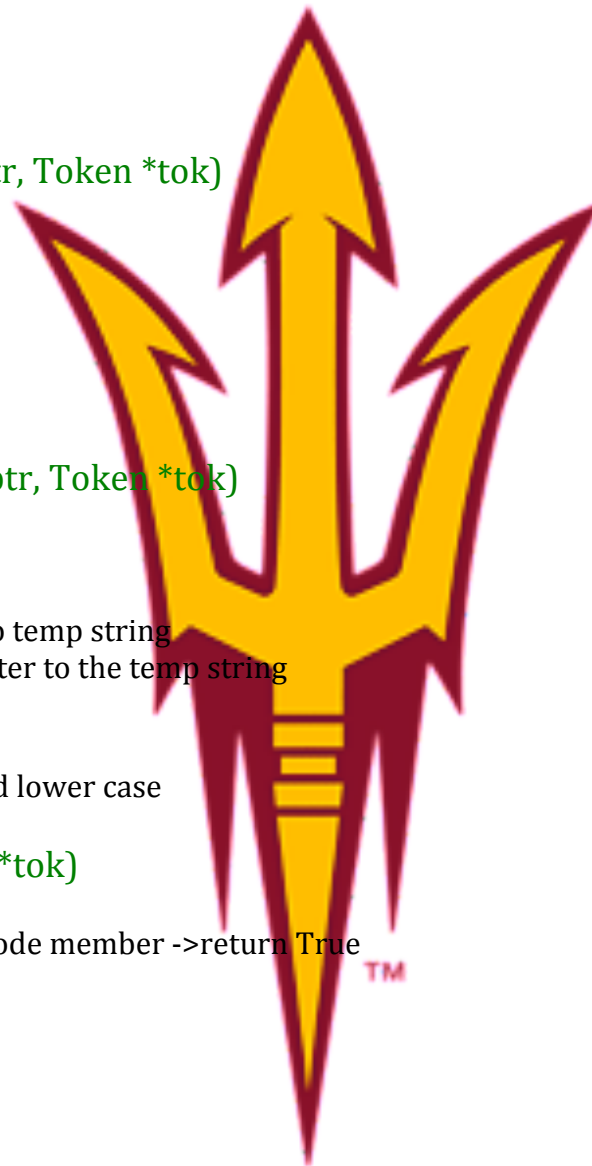 r, Token *tok)
ptr, Token *tok)
o temp string
ter to the temp string
d lower case
*tok)
ode member ->return True
TM